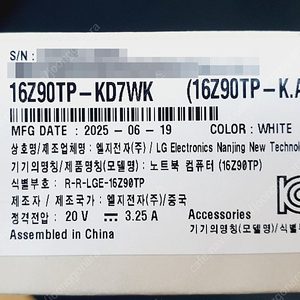 S/N :
16Z90TP-KD7WK (16Z90TP-K.A
MFG DATE : 2025 - 06 - 19 COLOR : WHITE
상호명/제조업체명 : 엘지전자(주) / LG Electronics Nanjing New Technol
기기의명칭/제품명칭(모델명) : 노트북 컴퓨터 (16Z90TP)
식별부호 : R-R-LGE-16Z90TP
제조자 / 제조국가 : 엘지전자(주)/중국
정격전압 : 20 V ⎓ 3.25 A Accessories
Assembled in China 기기의명칭(모델명) / 상호명/